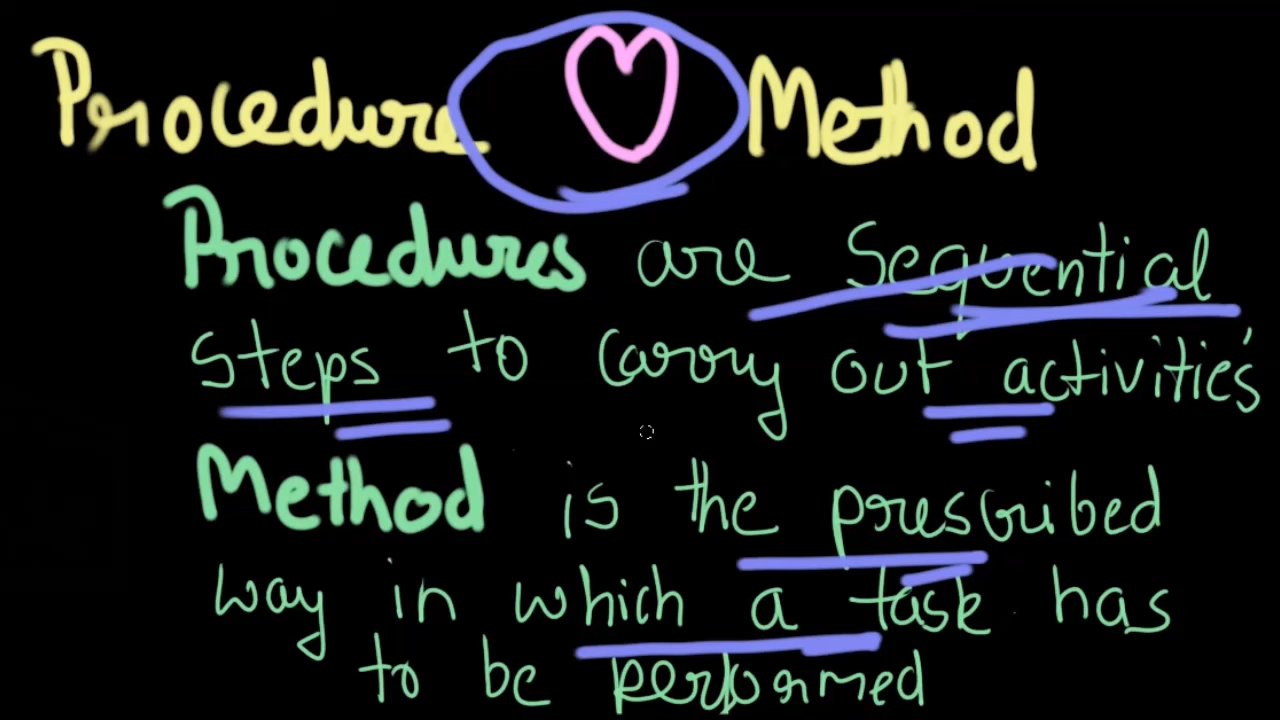 Procedure Method
Procedures are Sequential
steps to carry out activitie's
Method is the prescribed
way in which a task has
to be performed